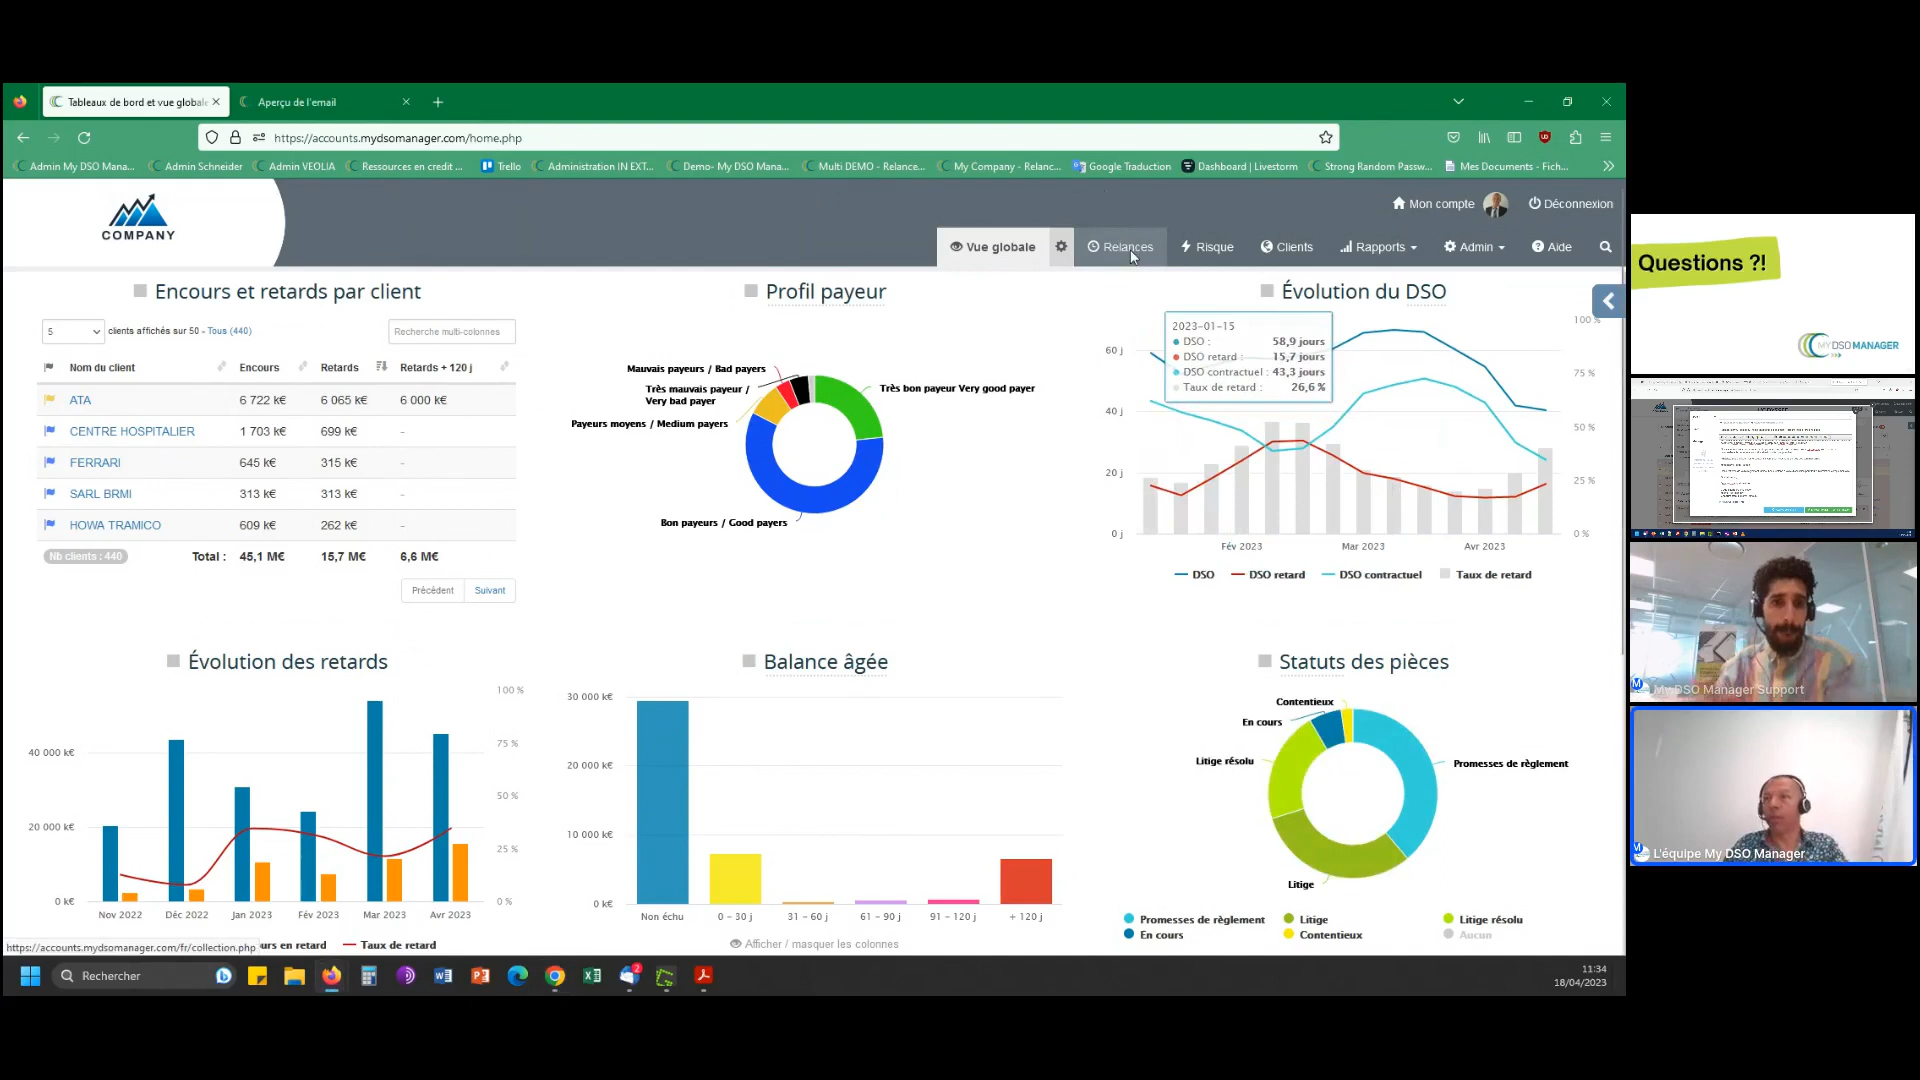 Tableaux de bord et vue globale
Aperçu de l'email
https://accounts.mydsomanager.com/home.php
Admin My DSO Mana...
Admin Schneider
Admin VEOLIA
Ressources en credit ...
Trello
Administration IN EXT...
Demo- My DSO Mana...
Multi DEMO - Relance...
My Company - Relanc...
Google Traduction
Dashboard | Livestorm
Strong Random Passw...
Mes Documents - Fich...
COMPANY
Mon compte
Déconnexion
Vue globale
Relances
Risque
Clients
Rapports
Admin
Aide
Encours et retards par client
5
clients affichés sur 50 - Tous (440)
Recherche multi-colonnes
Nom du client Encours Retards Retards + 120 j
ATA 6 722 k€ 6 065 k€ 6 000 k€
CENTRE HOSPITALIER 1 703 k€ 699 k€ -
FERRARI 645 k€ 315 k€ -
SARL BRMI 313 k€ 313 k€ -
HOWA TRAMICO 609 k€ 262 k€ -
Nb clients : 440 Total : 45,1 M€ 15,7 M€ 6,6 M€
Précédent Suivant
Profil payeur
Mauvais payeurs / Bad payers
Très mauvais payeur /
Very bad payer
Payeurs moyens / Medium payers
Très bon payeur Very good payer
Bon payeurs / Good payers
Évolution du DSO
2023-01-15
DSO : 58,9 jours
DSO retard : 15,7 jours
DSO contractuel : 43,3 jours
Taux de retard : 26,6 %
60 j
40 j
20 j
0 j
100 %
75 %
50 %
25 %
0 %
Fév 2023 Mar 2023 Avr 2023
DSO DSO retard DSO contractuel Taux de retard
Évolution des retards
40 000 k€
20 000 k€
0 k€
100 %
75 %
50 %
25 %
0 %
Nov 2022 Déc 2022 Jan 2023 Fév 2023 Mar 2023 Avr 2023
urs en retard Taux de retard
https://accounts.mydsomanager.com/fr/collection.php
Balance âgée
30 000 k€
20 000 k€
10 000 k€
0 k€
Non échu 0 – 30 j 31 – 60 j 61 – 90 j 91 – 120 j + 120 j
Afficher / masquer les colonnes
Statuts des pièces
Contentieux
En cours
Litige résolu
Promesses de règlement
Litige
Promesses de règlement Litige Litige résolu
En cours Contentieux Aucun
Rechercher
2
11:34
18/04/2023
Questions ?!
MYDSOMANAGER
My DSO Manager Support
L'équipe My DSO Manager